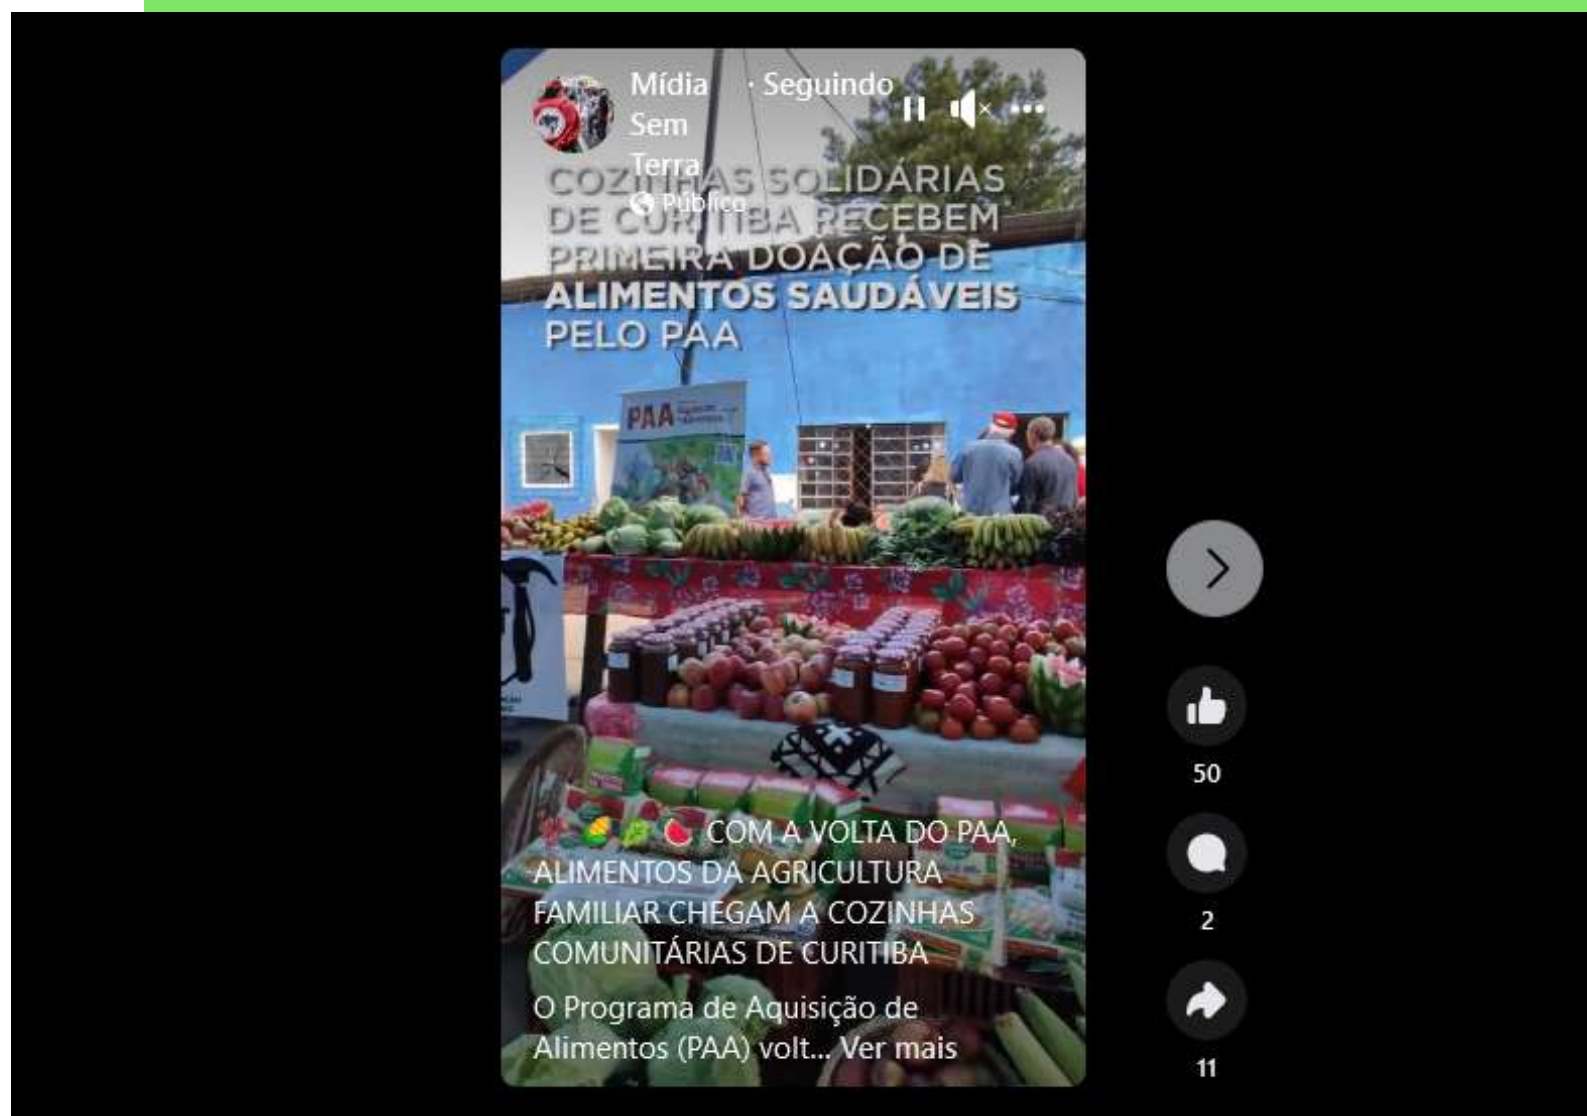 Mídia · Seguindo
Sem
Terra
Público
COZINHAS SOLIDÁRIAS
DE CURITIBA RECEBEM
PRIMEIRA DOAÇÃO DE
ALIMENTOS SAUDÁVEIS
PELO PAA
PAA
COM A VOLTA DO PAA,
ALIMENTOS DA AGRICULTURA
FAMILIAR CHEGAM A COZINHAS
COMUNITÁRIAS DE CURITIBA
O Programa de Aquisição de
Alimentos (PAA) volt... Ver mais
50
2
11